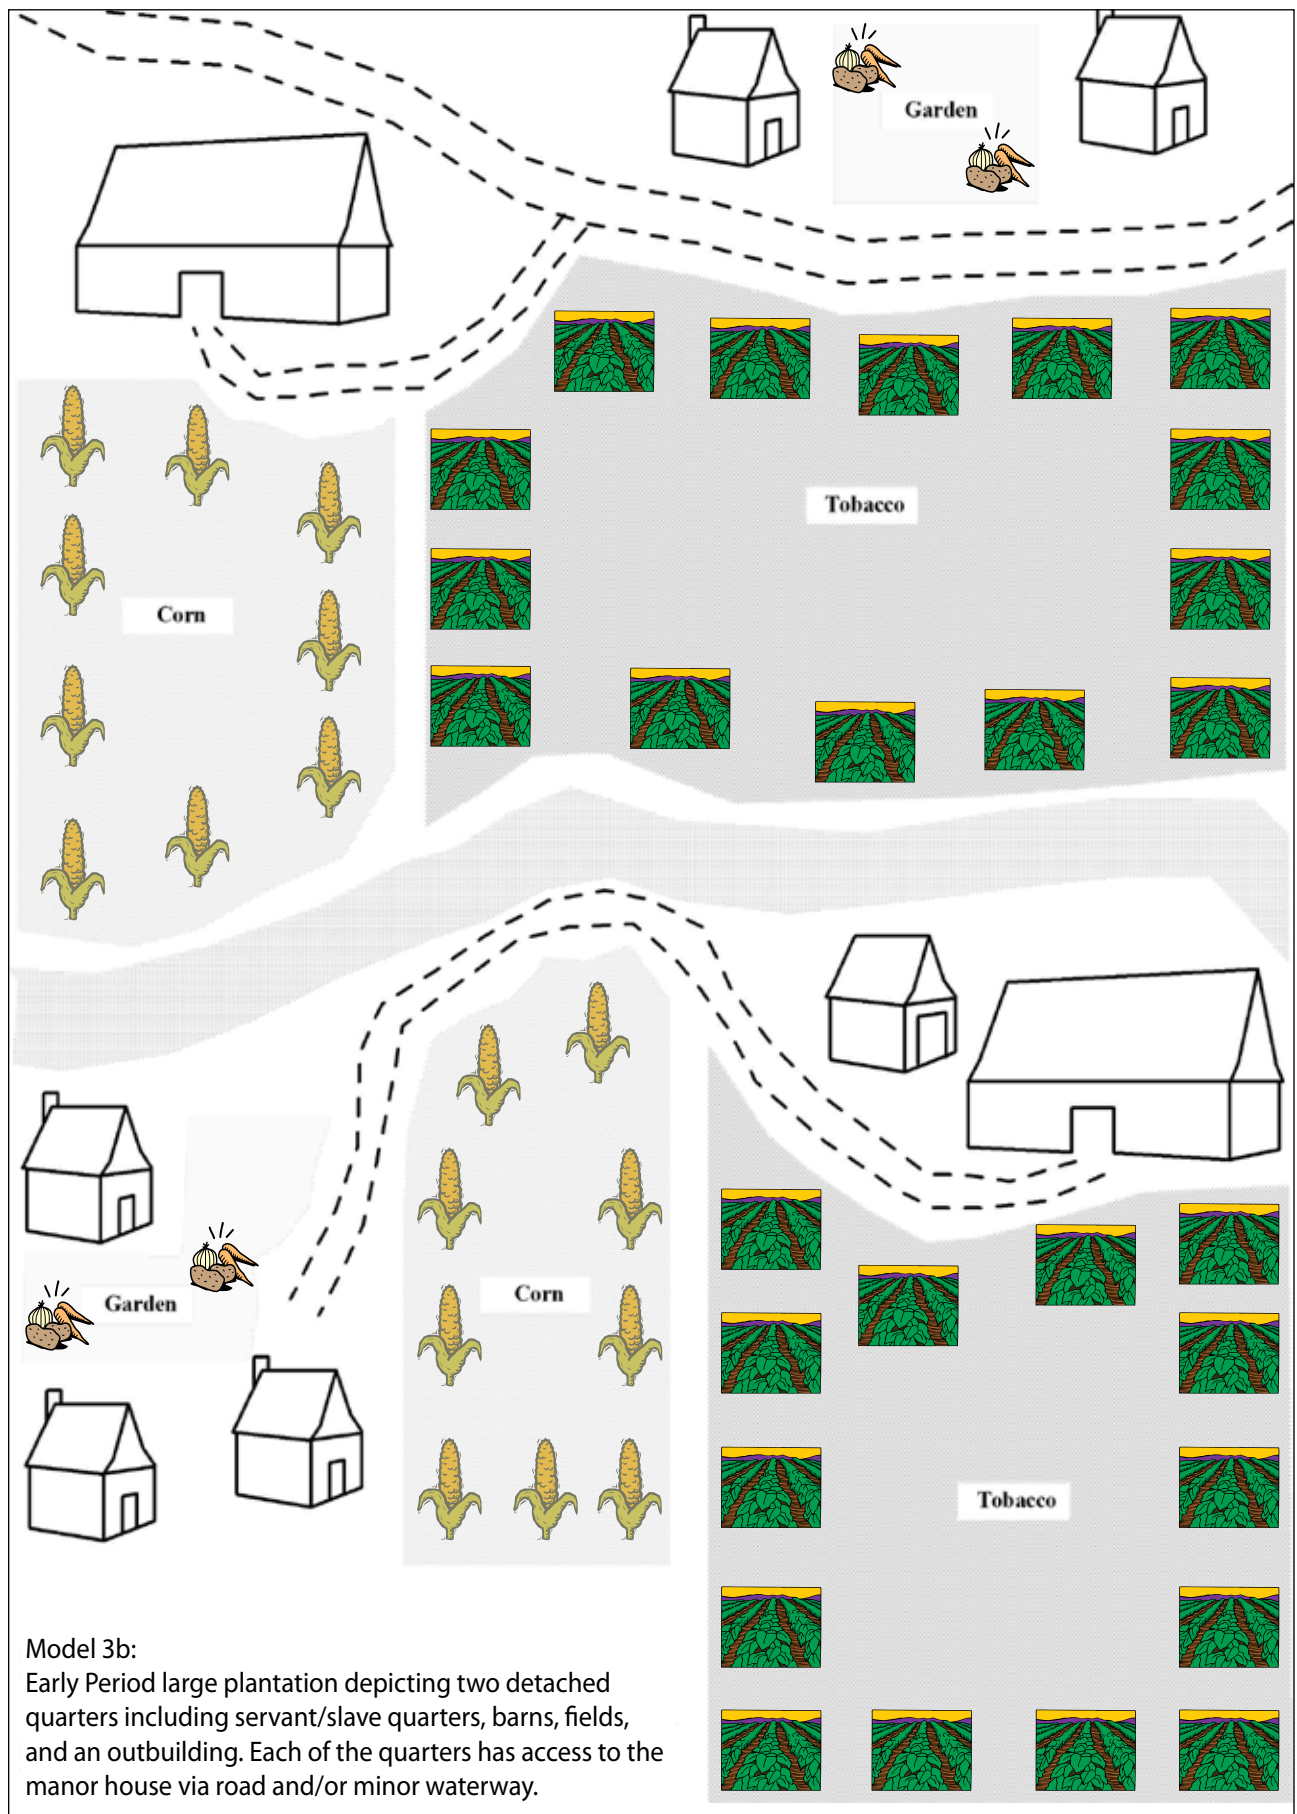 Garden
Tobacco
Corn
Garden
Corn
Tobacco
Model 3b:
Early Period large plantation depicting two detached
quarters including servant/slave quarters, barns, fields,
and an outbuilding. Each of the quarters has access to the
manor house via road and/or minor waterway.